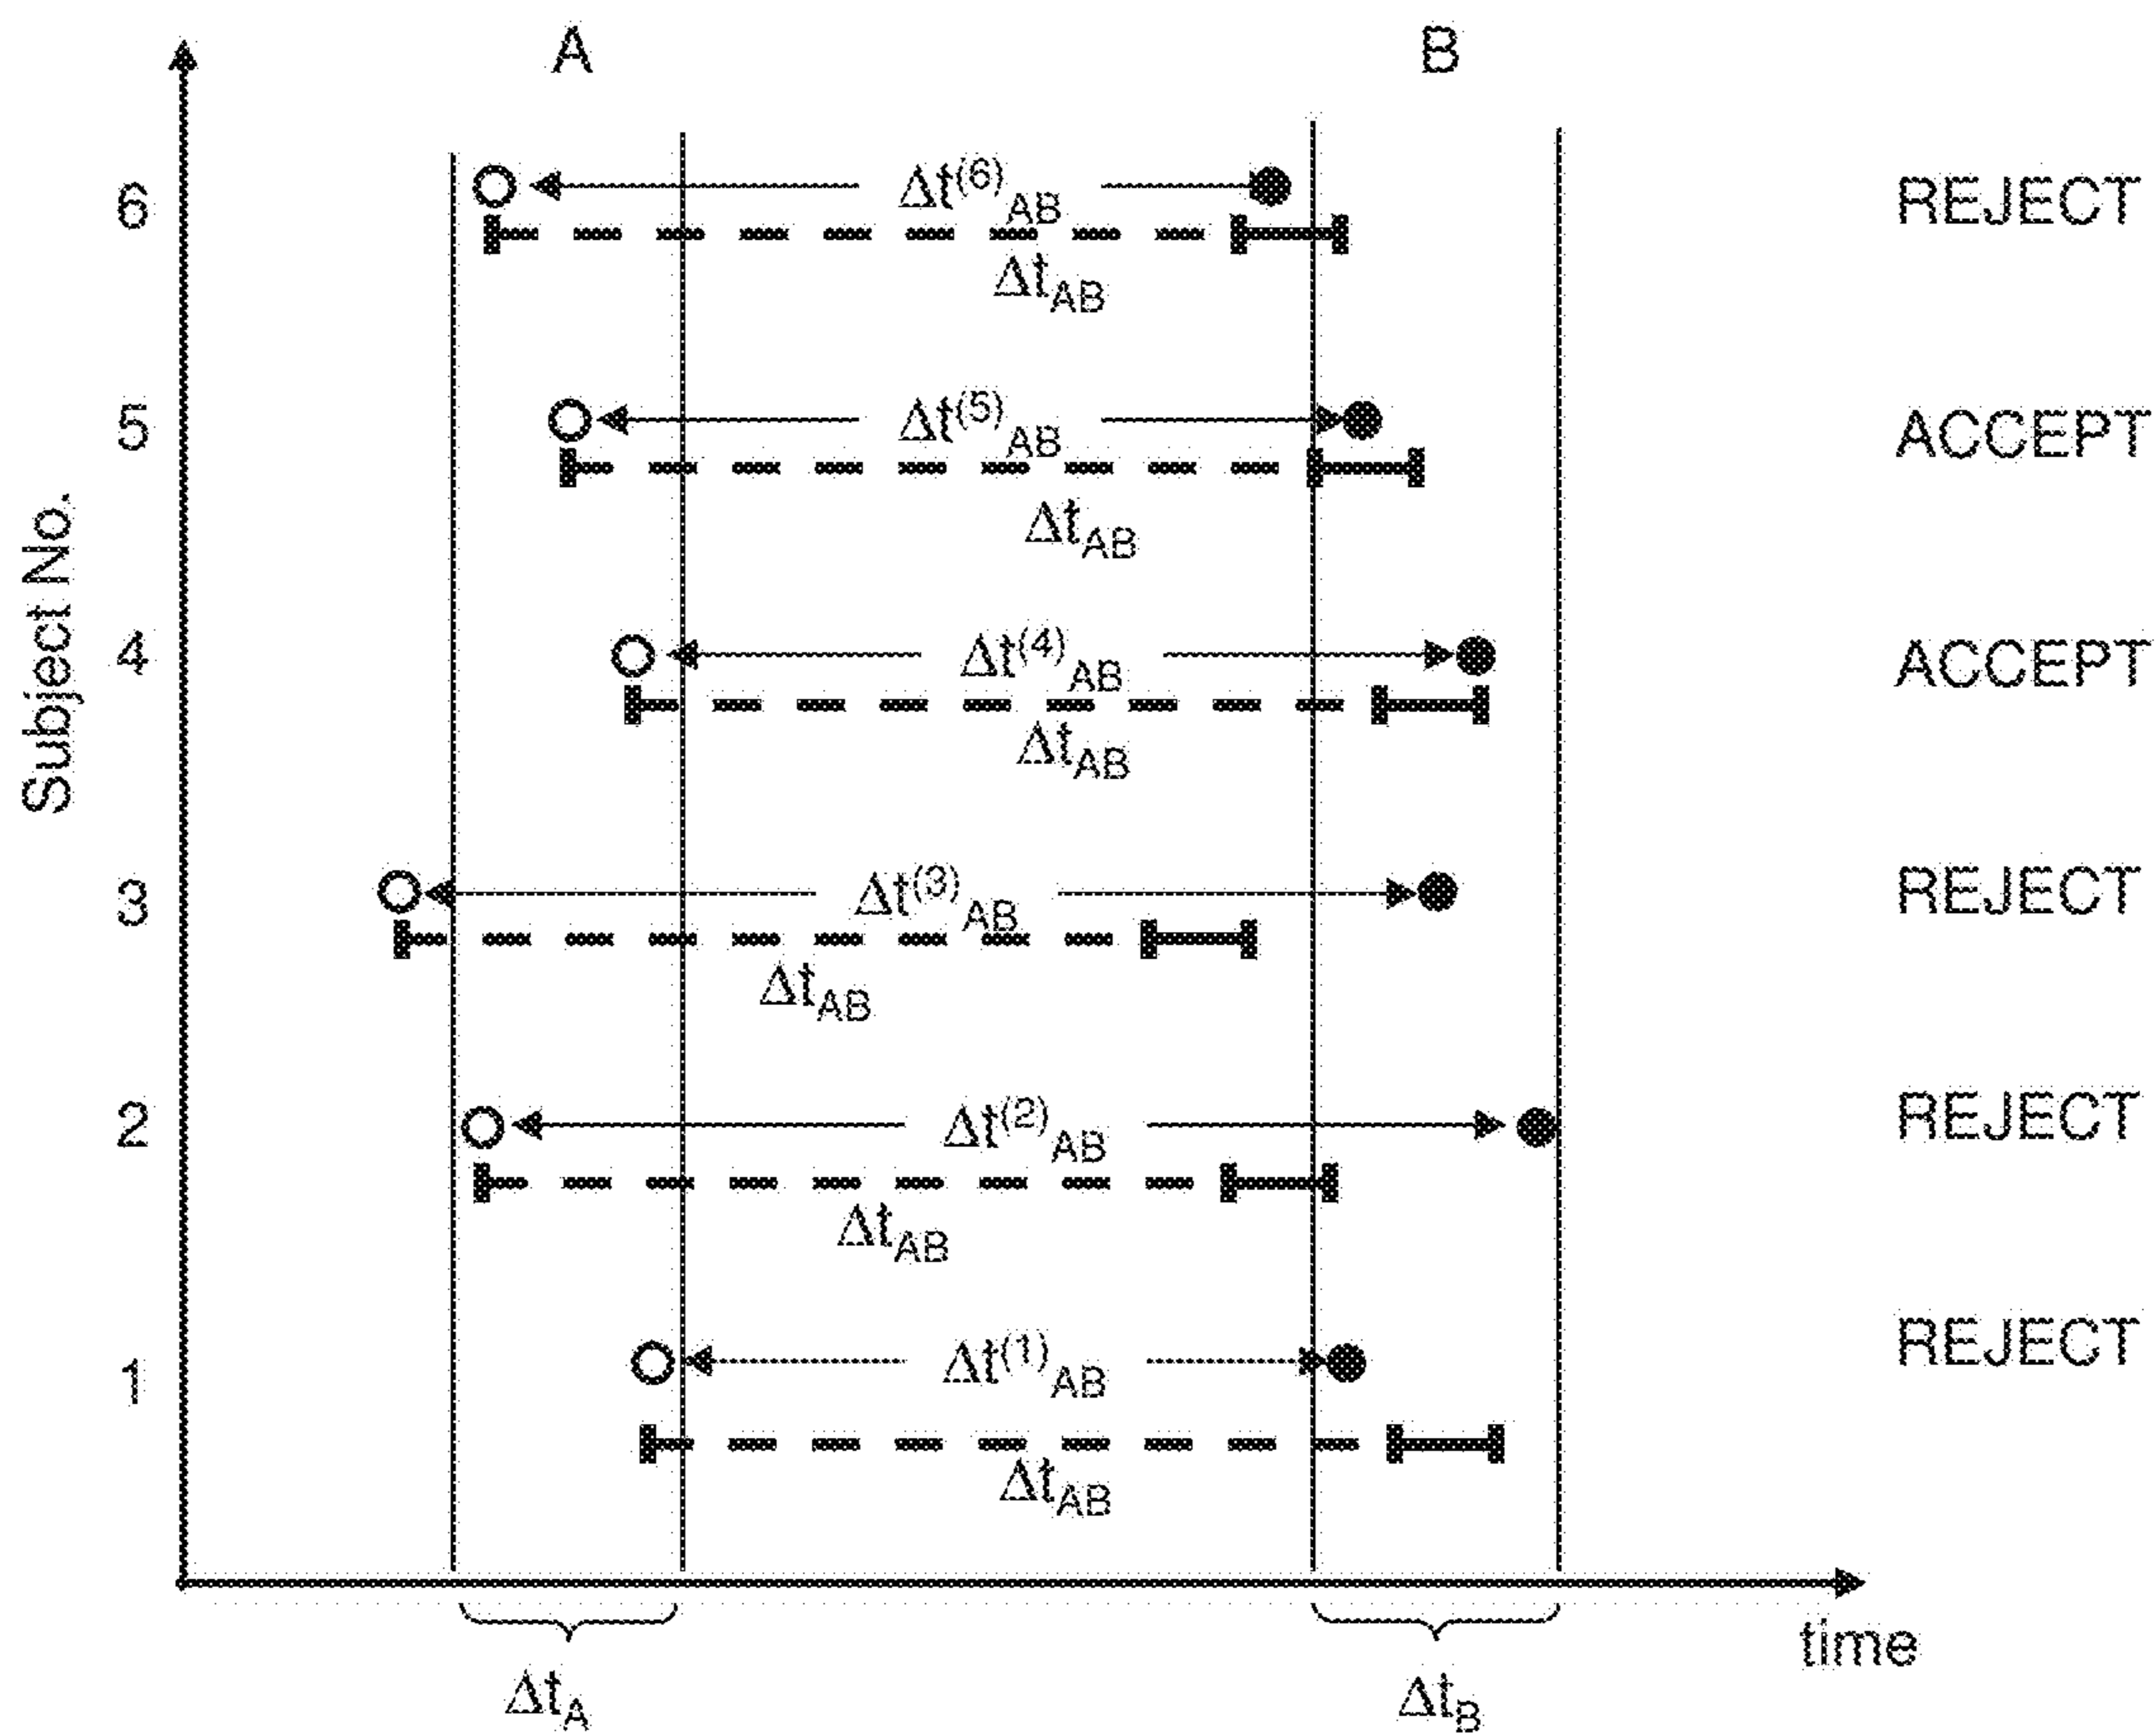 A B
6 Δt⁽⁶⁾AB REJECT
ΔtAB
5 Δt⁽⁵⁾AB ACCEPT
ΔtAB
Subject No.
4 Δt⁽⁴⁾AB ACCEPT
ΔtAB
3 Δt⁽³⁾AB REJECT
ΔtAB
2 Δt⁽²⁾AB REJECT
ΔtAB
1 Δt⁽¹⁾AB REJECT
ΔtAB
time
ΔtA ΔtB